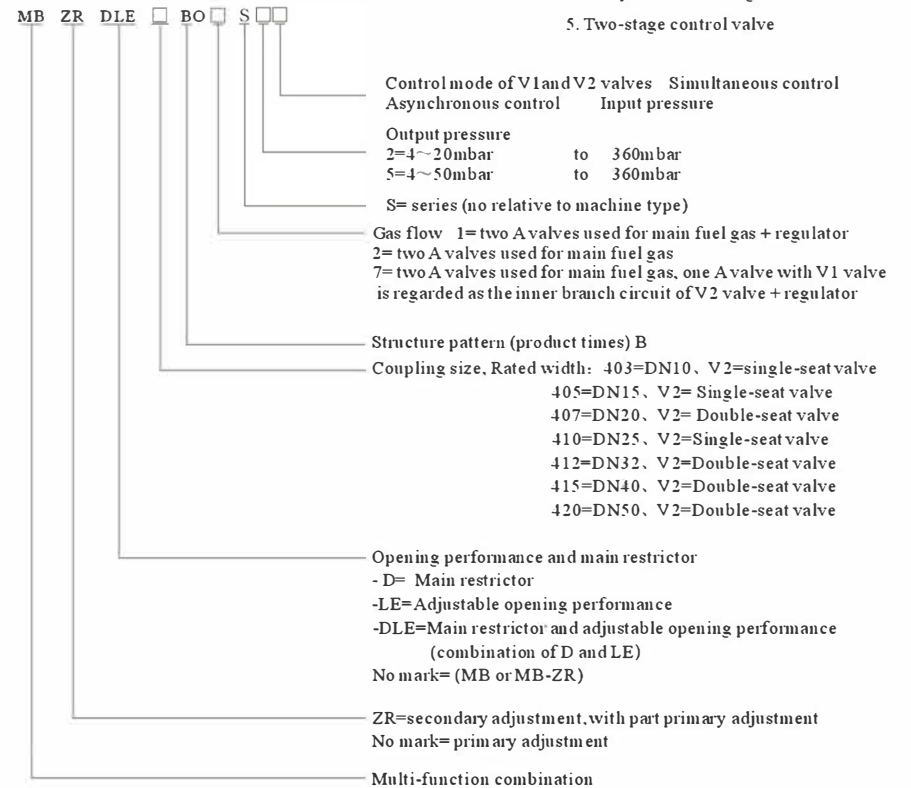 5. Two-stage control valve
MB ZR DLE □ BO □ S □□
Control mode of V1and V2 valves Simultaneous control
Asynchronous control Input pressure
Output pressure
2=4～20mbar to 360mbar
5=4～50mbar to 360mbar
S= series (no relative to machine type)
Gas flow 1= two A valves used for main fuel gas + regulator
2= two A valves used for main fuel gas
7= two A valves used for main fuel gas, one A valve with V1 valve
is regarded as the inner branch circuit of V2 valve + regulator
Structure pattern (product times) B
Coupling size, Rated width: 403=DN10、V2=single-seat valve
405=DN15、V2= Single-seat valve
407=DN20、V2= Double-seat valve
410=DN25、V2=Single-seat valve
412=DN32、V2=Double-seat valve
415=DN40、V2=Double-seat valve
420=DN50、V2=Double-seat valve
Opening performance and main restrictor
- D= Main restrictor
-LE=Adjustable opening performance
-DLE=Main restrictor and adjustable opening performance
(combination of D and LE)
No mark= (MB or MB-ZR)
ZR=secondary adjustment, with part primary adjustment
No mark= primary adjustment
Multi-function combination